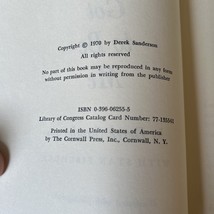 Copyright © 1970 by Derek Sanderson
All rights reserved
No part of this book may be reproduced in any form
without permission in writing from the publisher
ISBN 0-396-06255-5
Library of Congress Catalog Card Number: 77-135541
Printed in the United States of America
By The Cornwall Press, Inc., Cornwall, N. Y.